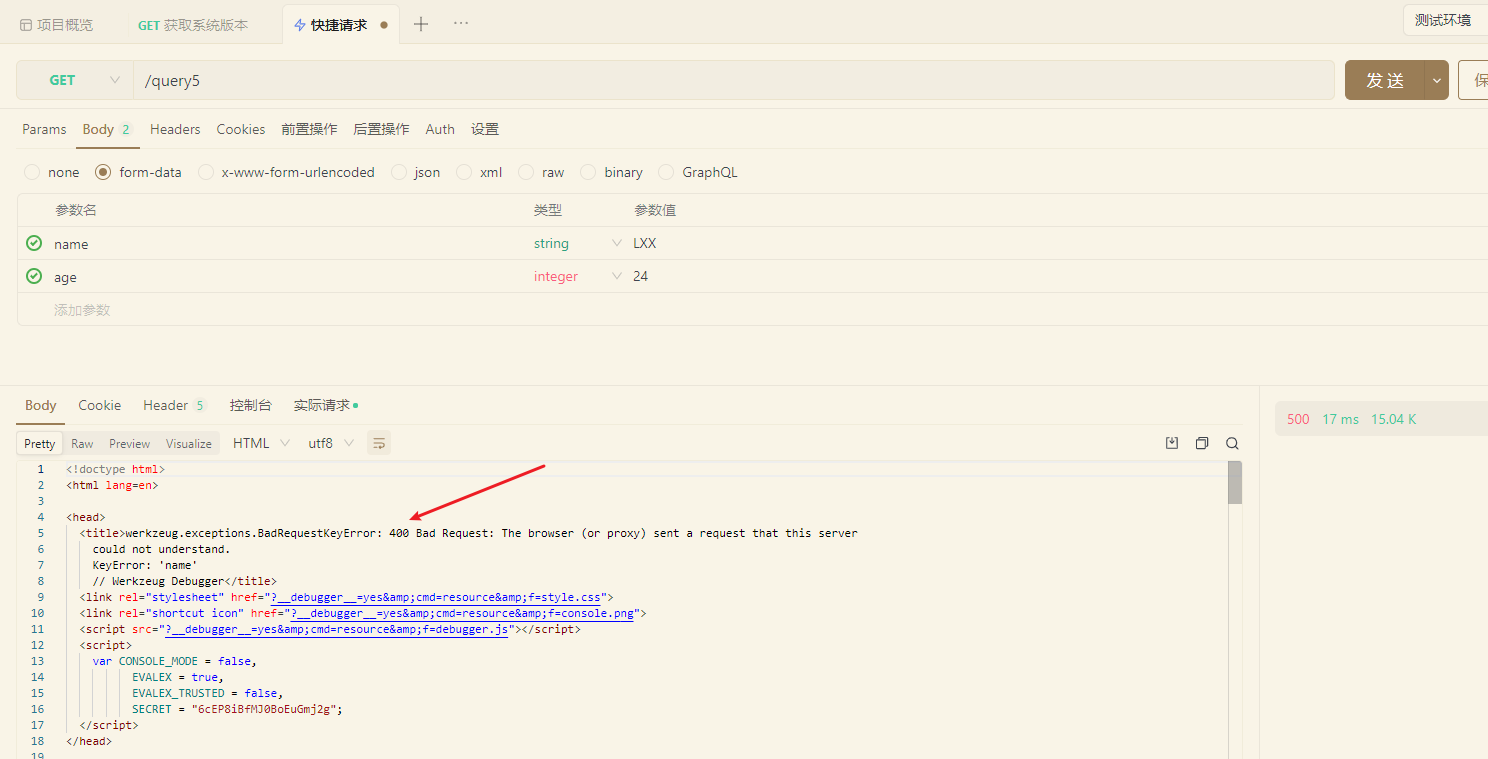 项目概览 GET 获取系统版本 快捷请求 ··· 测试环境
GET /query5 发 送 保
Params Body 2 Headers Cookies 前置操作 后置操作 Auth 设置
none form-data x-www-form-urlencoded json xml raw binary GraphQL
参数名 类型 参数值
name string LXX
age integer 24
添加参数
Body Cookie Header 5 控制台 实际请求
500 17 ms 15.04 K
Pretty Raw Preview Visualize HTML utf8
1 <!doctype html>
2 <html lang=en>
3
4 <head>
5 <title>werkzeug.exceptions.BadRequestKeyError: 400 Bad Request: The browser (or proxy) sent a request that this server
6 could not understand.
7 KeyError: 'name'
8 // Werkzeug Debugger</title>
9 <link rel="stylesheet" href="?__debugger__=yes&amp;cmd=resource&amp;f=style.css">
10 <link rel="shortcut icon" href="?__debugger__=yes&amp;cmd=resource&amp;f=console.png">
11 <script src="?__debugger__=yes&amp;cmd=resource&amp;f=debugger.js"></script>
12 <script>
13 var CONSOLE_MODE = false,
14 EVALEX = true,
15 EVALEX_TRUSTED = false,
16 SECRET = "6cEP8iBfMJ0BoEuGmj2g";
17 </script>
18 </head>
19